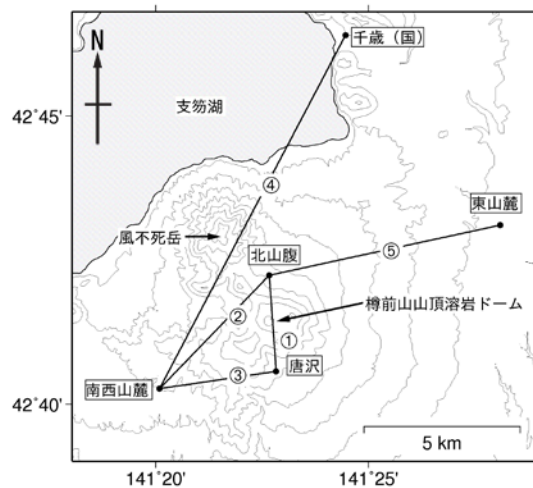 千歳（国）
N
42˚45'
支笏湖
④
東山麓
風不死岳
北山腹
⑤
樽前山山頂溶岩ドーム
②
①
南西山麓
③
唐沢
42˚40'
5 km
141˚20'
141˚25'